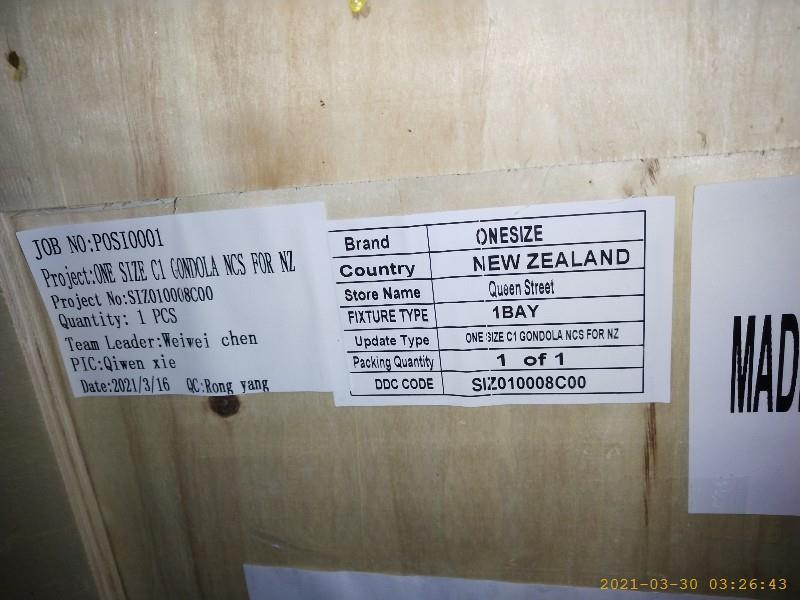 JOB NO:POSI0001
Project:ONE SIZE C1 GONDOLA NCS FOR NZ
Project No:SIZ010008C00
Quantity: 1 PCS
Team Leader:Weiwei chen
PIC:Qiwen xie
Date:2021/3/16 QC:Rong yang
Brand ONESIZE
Country NEW ZEALAND
Store Name Queen Street
FIXTURE TYPE 1BAY
Update Type ONE SIZE C1 GONDOLA NCS FOR NZ
Packing Quantity 1 of 1
DDC CODE SIZ010008C00
MAD
2021-03-30 03:26:43